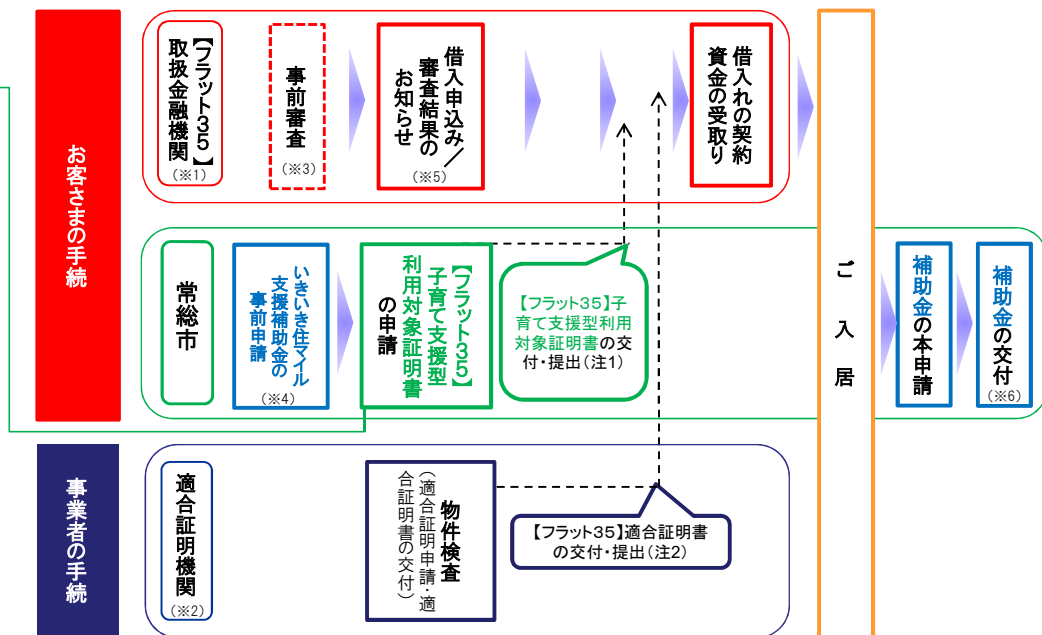 お客さまの手続
【フラット35】
取扱金融機関
(※1)
事前審査
(※3)
借入申込み/
審査結果の
お知らせ
(※5)
借入れの契約
資金の受取り
常総市
いきいき住マイル
支援補助金の
事前申請
(※4)
【フラット35】
子育て支援型
利用対象証明書
の申請
【フラット35】子
育て支援型利用
対象証明書の交
付・提出(注1)
ご入居
補助金の本申請
補助金の交付
(※6)
事業者の手続
適合証明機関
(※2)
物件検査
(適合証明申請・適
合証明書の交付)
【フラット35】適合証明書
の交付・提出(注2)